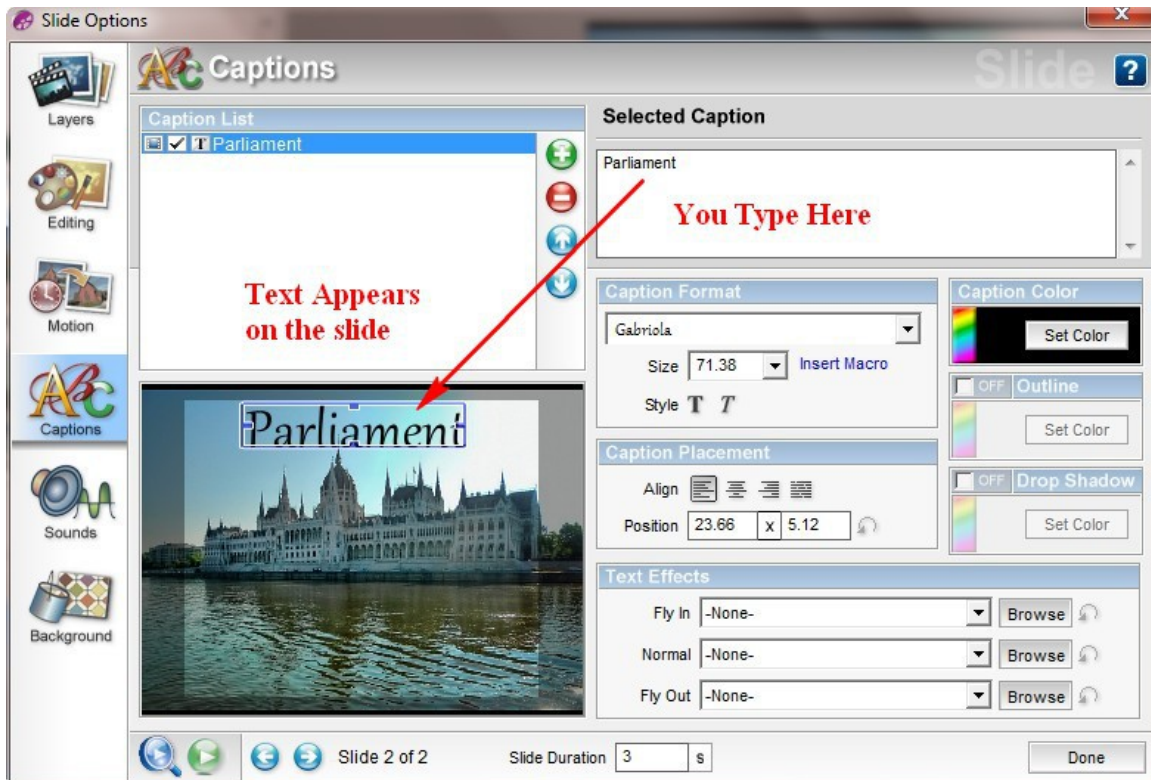 Slide Options
X
Layers
Editing
Motion
ABC
Captions
Sounds
Background
ABC Captions
Slide ?
Caption List
T Parliament
Text Appears
on the slide
Parliament
Selected Caption
Parliament
You Type Here
Caption Format
Gabriola
Size 71.38 Insert Macro
Style T T
Caption Placement
Align
Position 23.66 x 5.12
Caption Color
Set Color
OFF Outline
Set Color
OFF Drop Shadow
Set Color
Text Effects
Fly In -None- Browse
Normal -None- Browse
Fly Out -None- Browse
Slide 2 of 2 Slide Duration 3 s Done